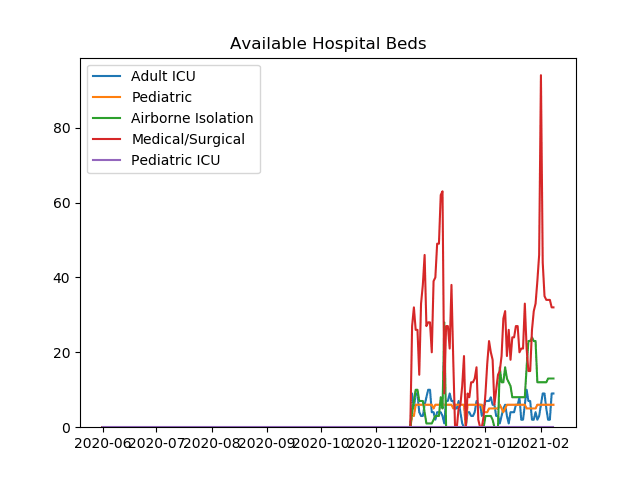 Available Hospital Beds
Adult ICU
Pediatric
Airborne Isolation
Medical/Surgical
Pediatric ICU
80
60
40
20
0
2020-06 2020-07 2020-08 2020-09 2020-10 2020-11 2020-12 2021-01 2021-02